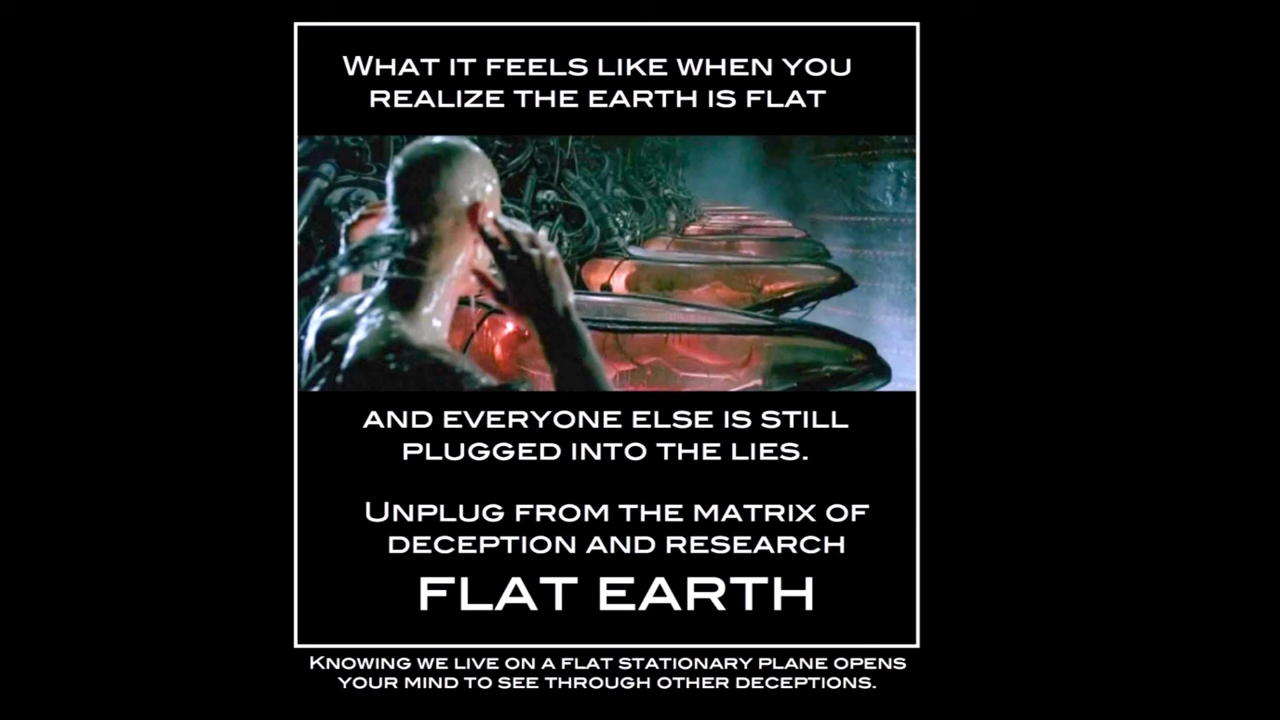 What it feels like when you
realize the Earth is flat
and everyone else is still
plugged into the lies.
Unplug from the matrix of
deception and research
FLAT EARTH
Knowing we live on a flat stationary plane opens
your mind to see through other deceptions.